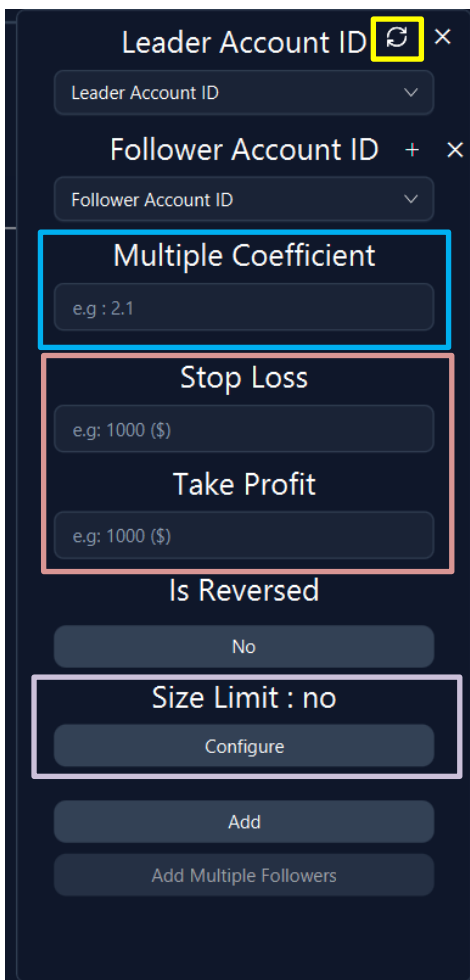 Leader Account ID
Leader Account ID
Follower Account ID
Follower Account ID
Multiple Coefficient
e.g : 2.1
Stop Loss
e.g: 1000 ($)
Take Profit
e.g: 1000 ($)
Is Reversed
No
Size Limit : no
Configure
Add
Add Multiple Followers